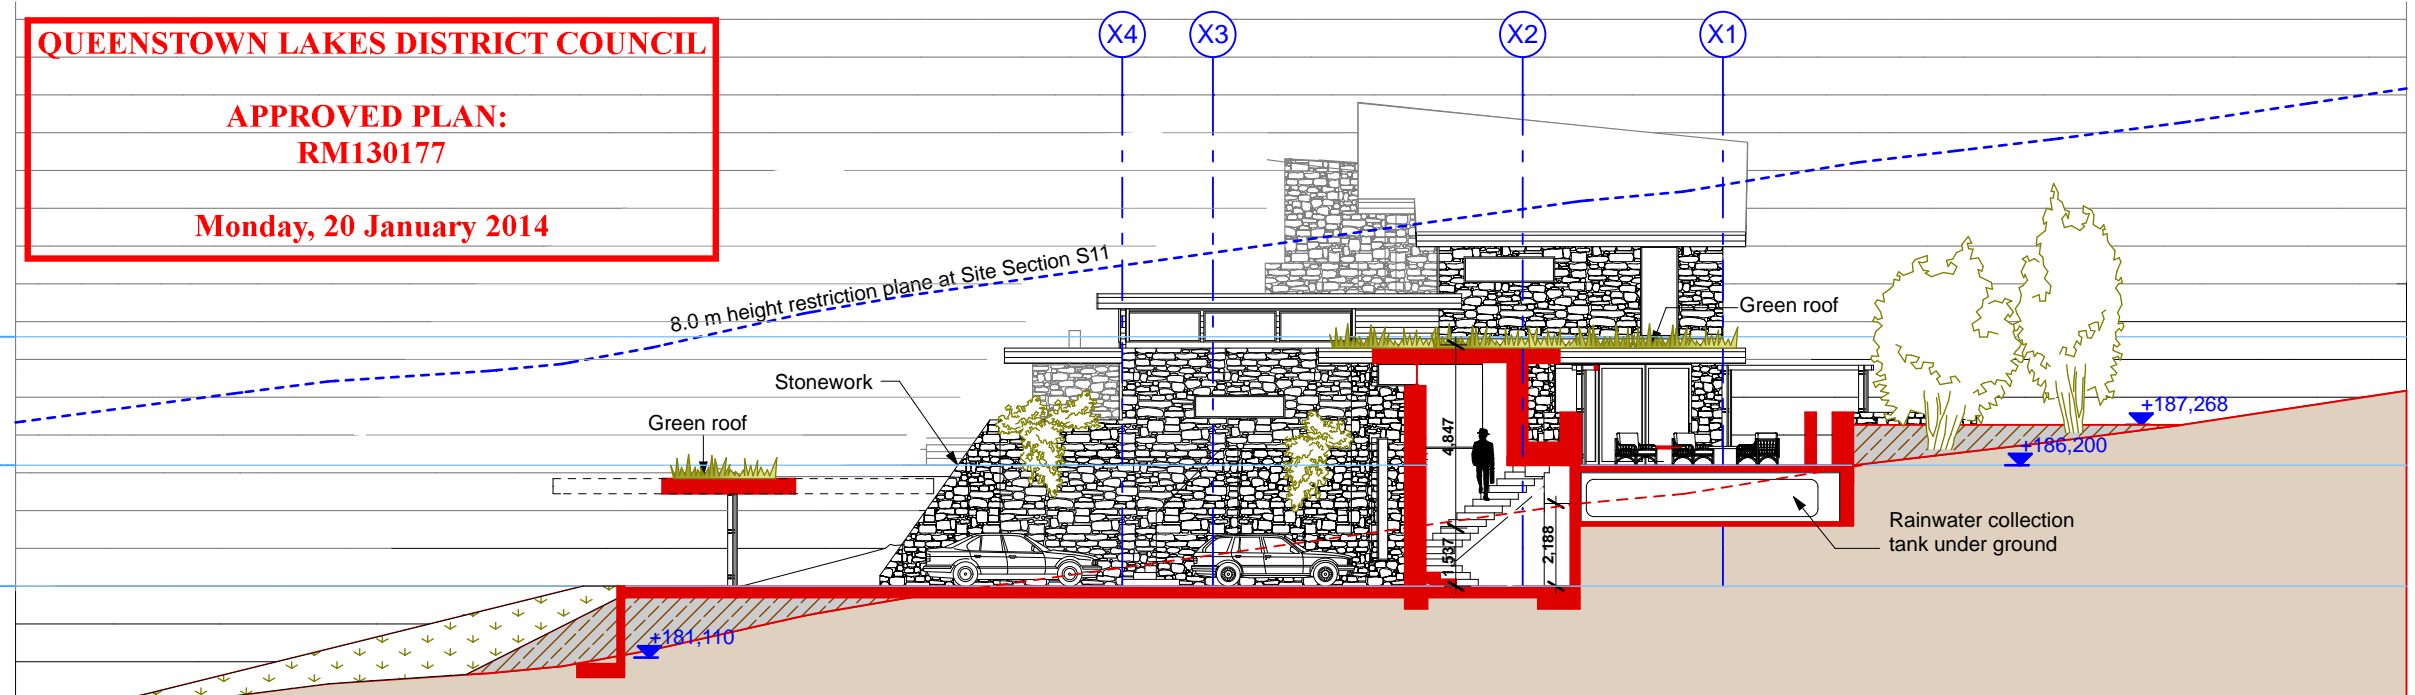 QUEENSTOWN LAKES DISTRICT COUNCIL
APPROVED PLAN:
RM130177
Monday, 20 January 2014
X4
X3
X2
X1
8.0 m height restriction plane at Site Section S11
Green roof
Stonework
Green roof
+187,268
+186,200
4,847
1,537
2,188
Rainwater collection
tank under ground
+181,110